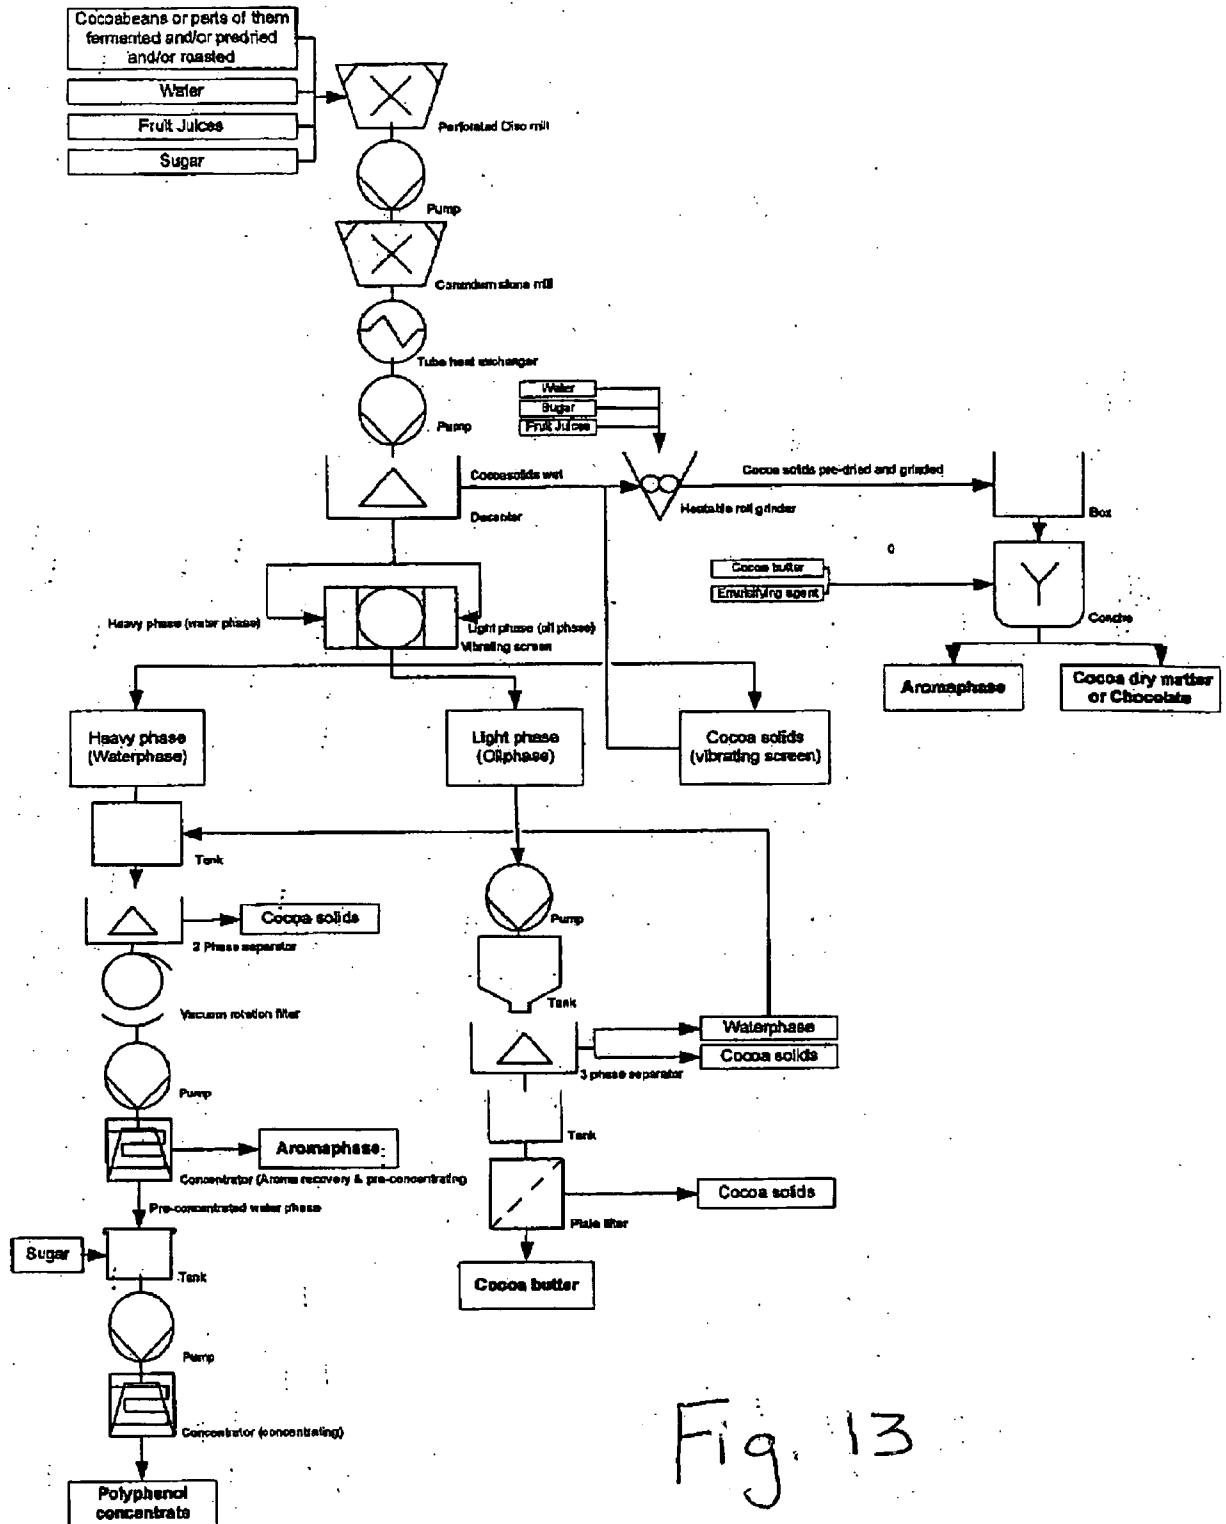 Cocoabeans or parts of them
fermented and/or predried
and/or roasted
Water
Fruit Juices
Sugar
Perforated Disc mill
Pump
Corundum stone mill
Tube heat exchanger
Pump
Water
Sugar
Fruit Juices
Cocoasolids wet
Decanter
Heatable roll grinder
Cocoa solids pre-dried and grinded
Box
Cocoa butter
Emulsifying agent
Conche
Aromaphase
Cocoa dry matter
or Chocolate
Heavy phase (water phase)
Light phase (oil phase)
Vibrating screen
Heavy phase
(Waterphase)
Light phase
(Oilphase)
Cocoa solids
(vibrating screen)
Tank
Cocoa solids
2 Phase separator
Vacuum rotation filter
Pump
Aromaphase
Concentrator (Aroma recovery & pre-concentrating
Pre-concentrated water phase
Sugar
Tank
Pump
Concentrator (concentrating)
Polyphenol
concentrate
Pump
Tank
Waterphase
Cocoa solids
3 phase separator
Tank
Cocoa solids
Plate filter
Cocoa butter
Fig. 13